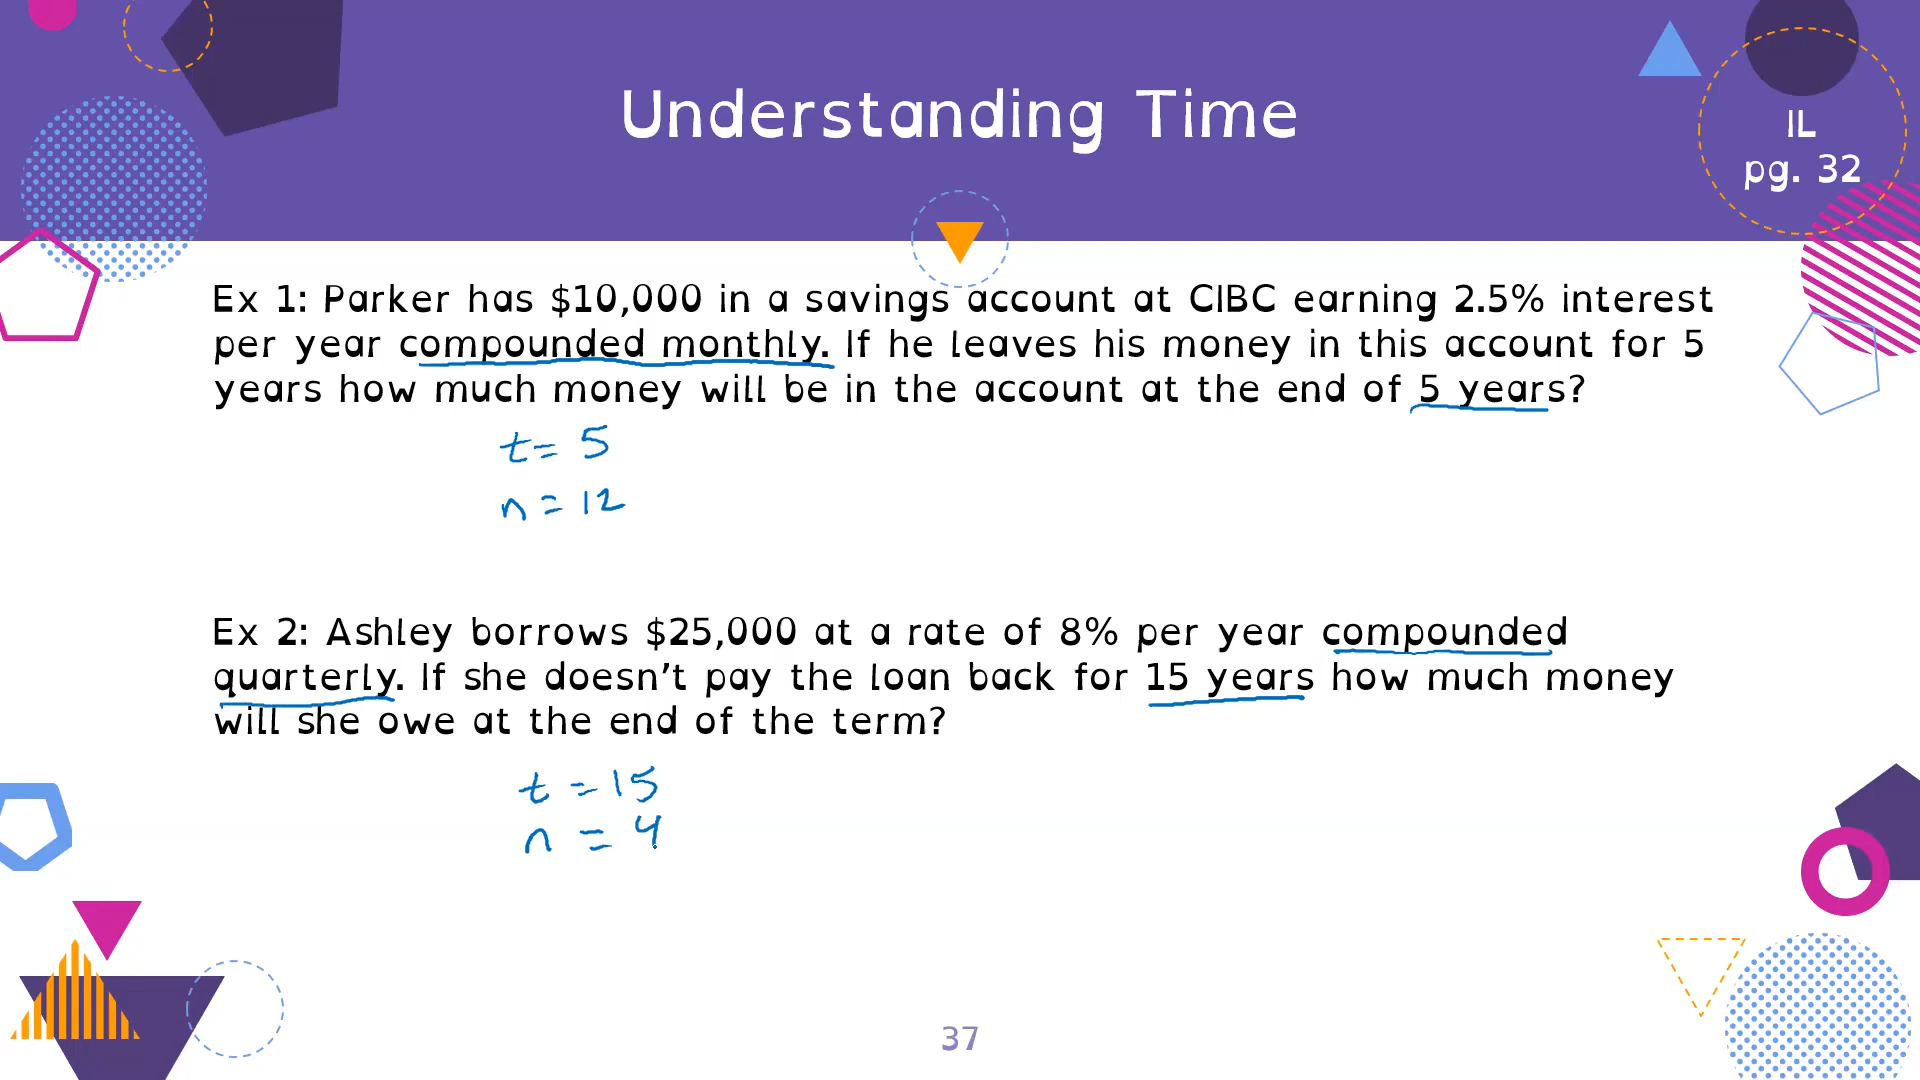 Understanding Time
IL
pg. 32
Ex 1: Parker has $10,000 in a savings account at CIBC earning 2.5% interest
per year compounded monthly. If he leaves his money in this account for 5
years how much money will be in the account at the end of 5 years?
t = 5
n = 12
Ex 2: Ashley borrows $25,000 at a rate of 8% per year compounded
quarterly. If she doesn’t pay the loan back for 15 years how much money
will she owe at the end of the term?
t = 15
n = 4
37